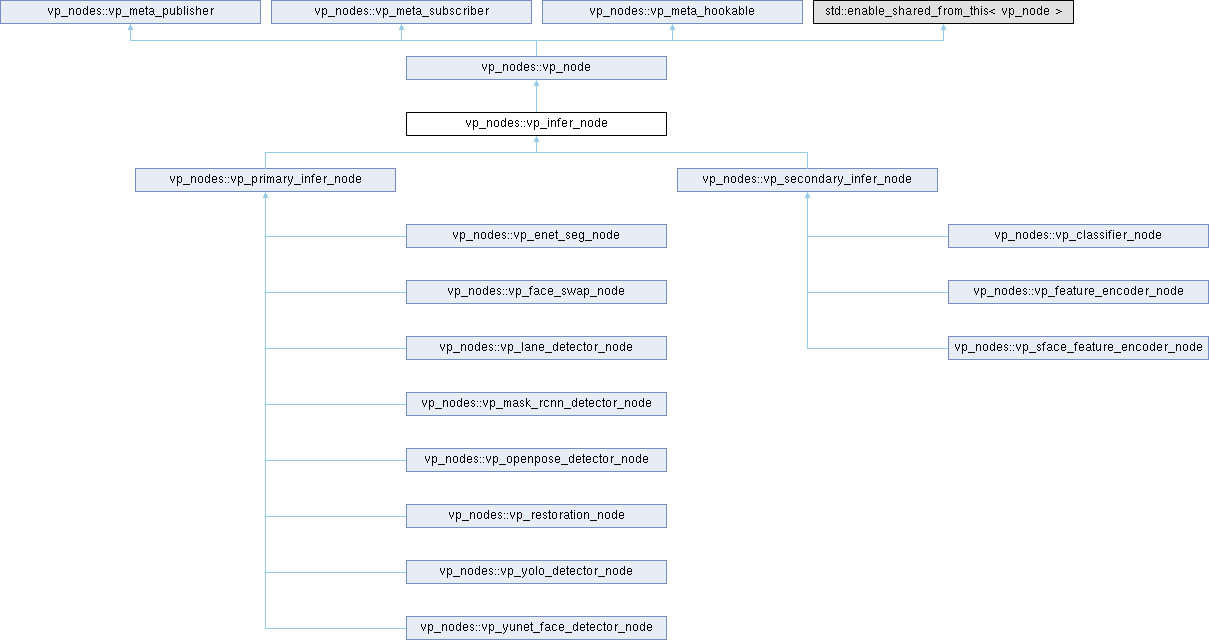 vp_nodes::vp_meta_publisher
vp_nodes::vp_meta_subscriber
vp_nodes::vp_meta_hookable
std::enable_shared_from_this< vp_node >
vp_nodes::vp_node
vp_nodes::vp_infer_node
vp_nodes::vp_primary_infer_node
vp_nodes::vp_secondary_infer_node
vp_nodes::vp_enet_seg_node
vp_nodes::vp_classifier_node
vp_nodes::vp_face_swap_node
vp_nodes::vp_feature_encoder_node
vp_nodes::vp_lane_detector_node
vp_nodes::vp_sface_feature_encoder_node
vp_nodes::vp_mask_rcnn_detector_node
vp_nodes::vp_openpose_detector_node
vp_nodes::vp_restoration_node
vp_nodes::vp_yolo_detector_node
vp_nodes::vp_yunet_face_detector_node